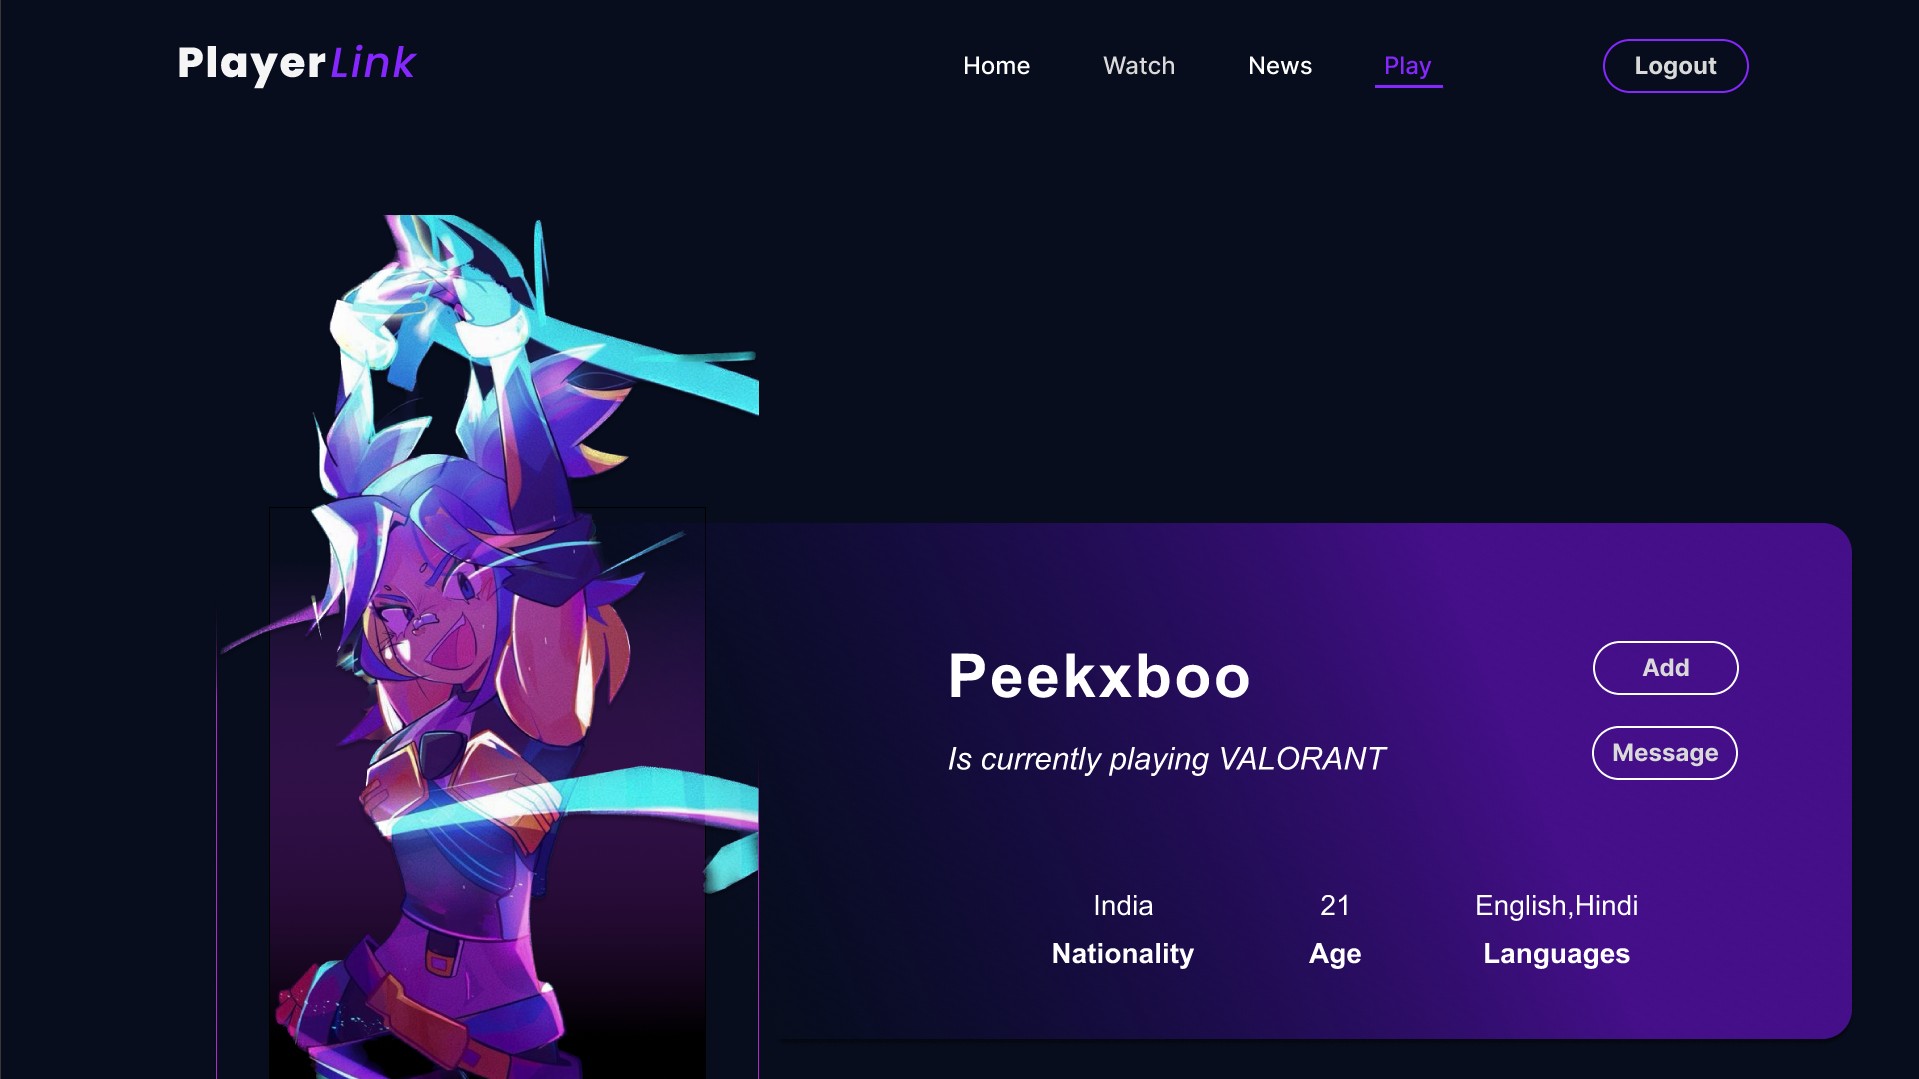 PlayerLink
Home Watch News Play Logout
Peekxboo
Add
Is currently playing VALORANT
Message
India 21 English,Hindi
Nationality Age Languages